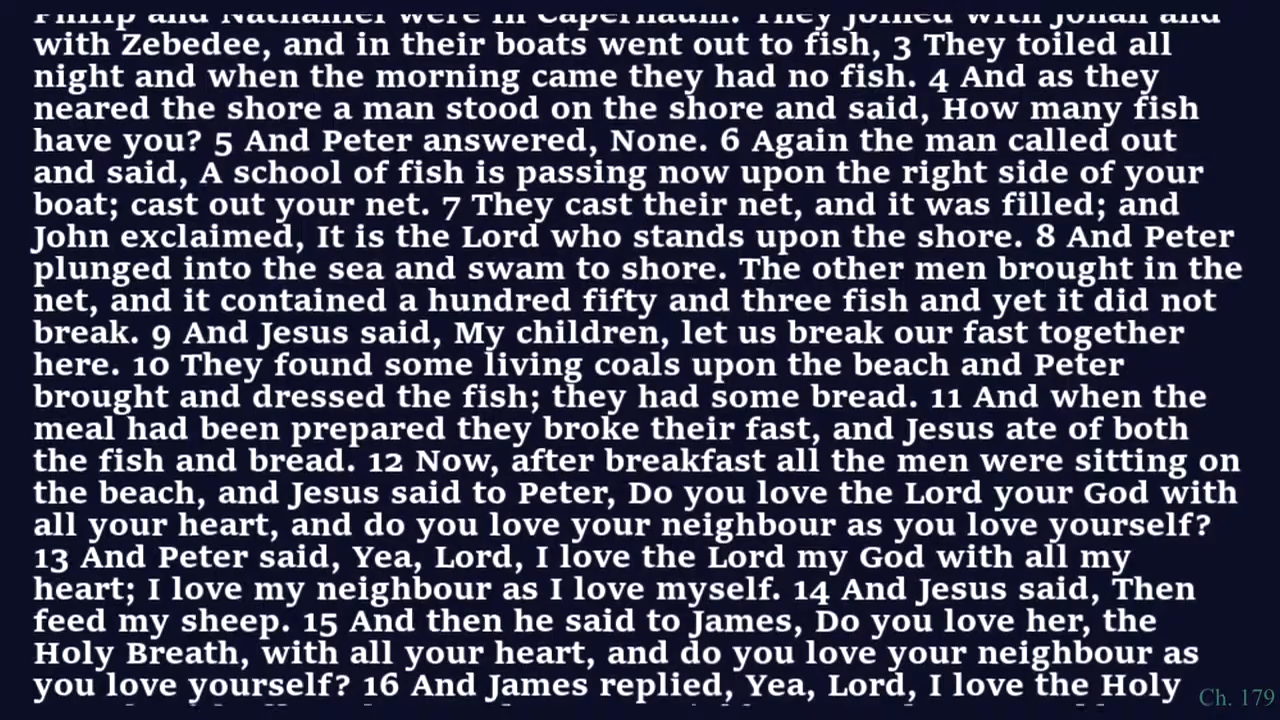 Philip and Nathaniel were in Capernaum. They joined with Jonah and
with Zebedee, and in their boats went out to fish, 3 They toiled all
night and when the morning came they had no fish. 4 And as they
neared the shore a man stood on the shore and said, How many fish
have you? 5 And Peter answered, None. 6 Again the man called out
and said, A school of fish is passing now upon the right side of your
boat; cast out your net. 7 They cast their net, and it was filled; and
John exclaimed, It is the Lord who stands upon the shore. 8 And Peter
plunged into the sea and swam to shore. The other men brought in the
net, and it contained a hundred fifty and three fish and yet it did not
break. 9 And Jesus said, My children, let us break our fast together
here. 10 They found some living coals upon the beach and Peter
brought and dressed the fish; they had some bread. 11 And when the
meal had been prepared they broke their fast, and Jesus ate of both
the fish and bread. 12 Now, after breakfast all the men were sitting on
the beach, and Jesus said to Peter, Do you love the Lord your God with
all your heart, and do you love your neighbour as you love yourself?
13 And Peter said, Yea, Lord, I love the Lord my God with all my
heart; I love my neighbour as I love myself. 14 And Jesus said, Then
feed my sheep. 15 And then he said to James, Do you love her, the
Holy Breath, with all your heart, and do you love your neighbour as
you love yourself? 16 And James replied, Yea, Lord, I love the Holy
Ch. 179